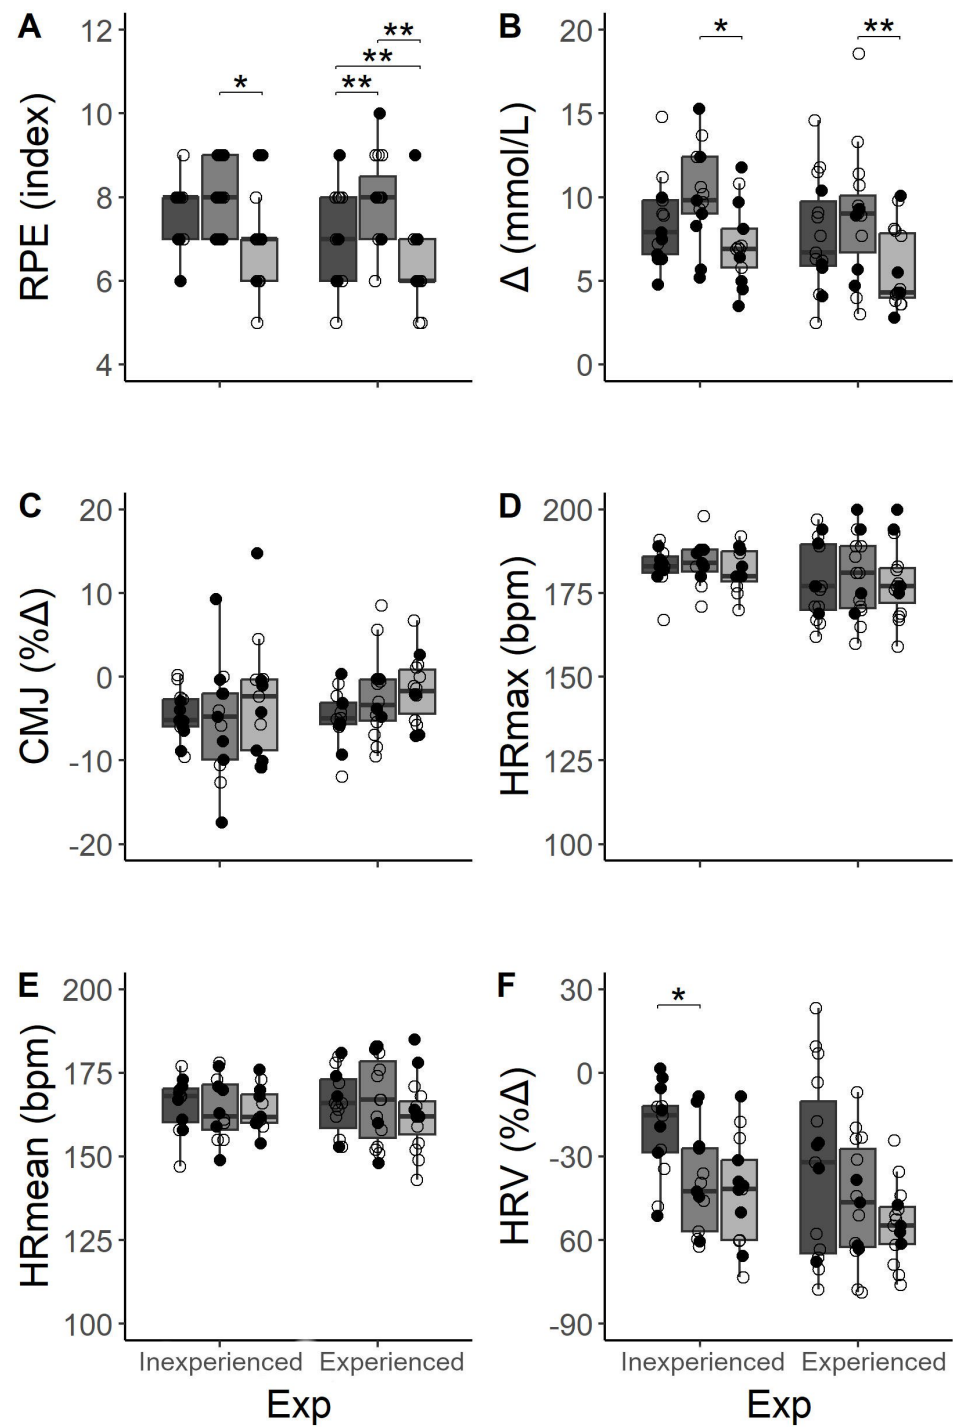 A
RPE (index)
12
10
8
6
4
*
**
**
**
B
Δ (mmol/L)
20
15
10
5
0
*
**
C
CMJ (%Δ)
20
10
0
-10
-20
D
HRmax (bpm)
200
175
150
125
100
E
HRmean (bpm)
200
175
150
125
100
Inexperienced Experienced
Exp
F
HRV (%Δ)
30
0
-30
60
-90
*
Inexperienced Experienced
Exp